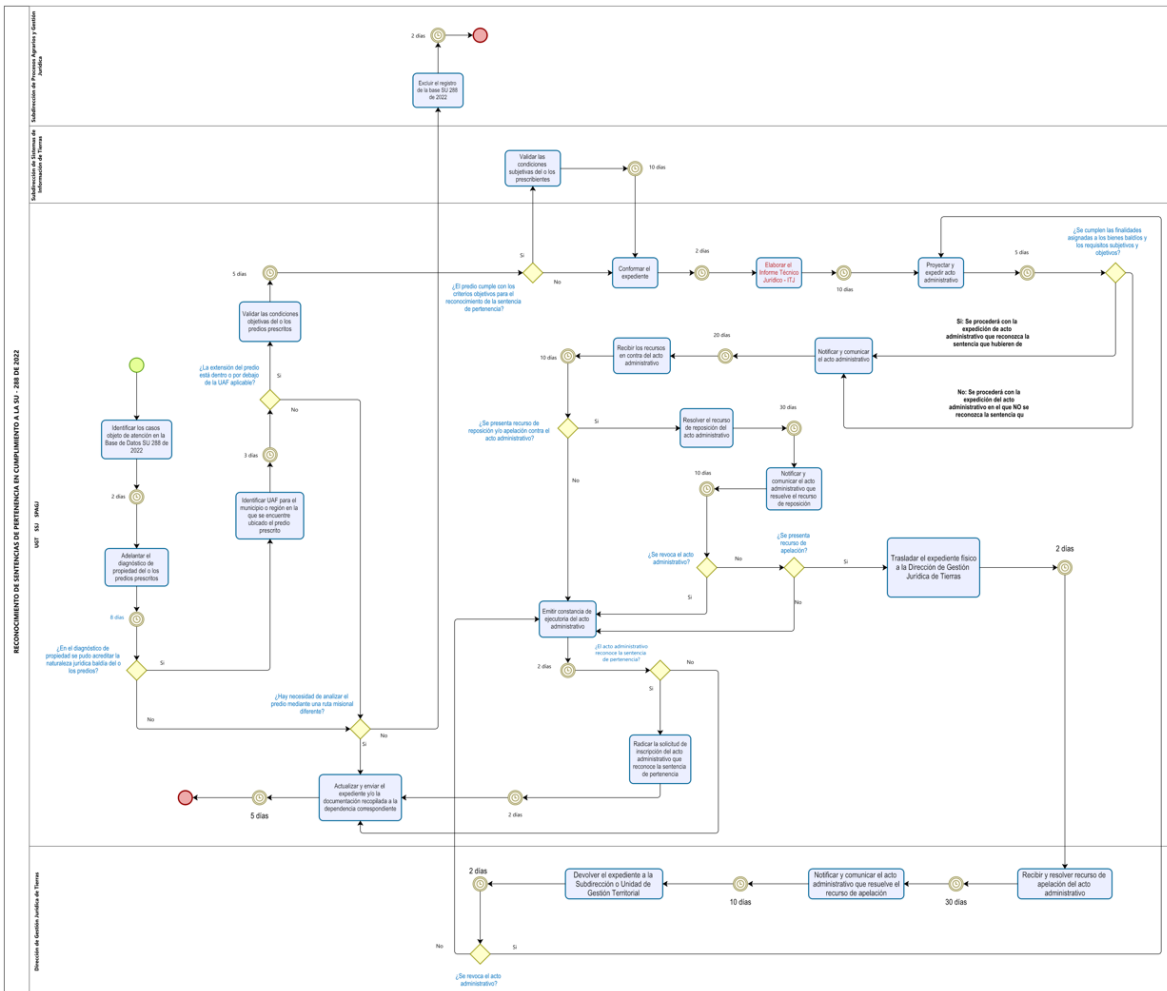 RECONOCIMIENTO DE SENTENCIAS DE PERTENENCIA EN CUMPLIMIENTO A LA SU - 288 DE 2022
Subdirección de Procesos Agrarios y Gestión
Jurídica
2 días
Excluir el registro
de la base SU 288
de 2022
Subdirección de Sistemas de
Información de Tierras
Validar las
condiciones
subjetivas del o los
prescribientes
10 días
UGT SSJ SPAGJ
Identificar los casos
objeto de atención en la
Base de Datos SU 288 de
2022
2 días
Adelantar el
diagnóstico de
propiedad del o los
predios prescritos
8 días
¿En el diagnóstico de
propiedad se pudo acreditar la
naturaleza jurídica baldía del o
los predios?
Si
No
Identificar UAF para el
municipio o región en la
que se encuentre
ubicado el predio
prescrito
3 días
¿La extensión del predio
está dentro o por debajo
de la UAF aplicable?
Si
No
Validar las condiciones
objetivas del o los
predios prescritos
5 días
¿El predio cumple con los
criterios objetivos para el
reconocimiento de la sentencia
de pertenencia?
Si
No
Conformar el
expediente
2 días
Elaborar el
Informe Técnico
Jurídico - ITJ
10 días
Proyectar y
expedir acto
administrativo
5 días
¿Se cumplen las finalidades
asignadas a los bienes baldíos y
los requisitos subjetivos y
objetivos?
Si: Se procederá con la
expedición de acto
administrativo que reconozca la
sentencia que hubieren de
No: Se procederá con la
expedición del acto
administrativo en el que NO se
reconozca la sentencia qu
Notificar y comunicar
el acto administrativo
20 días
Recibir los recursos
en contra del acto
administrativo
10 días
¿Se presenta recurso de
reposición y/o apelación contra el
acto administrativo?
Si
No
Resolver el recurso
de reposición del
acto administrativo
30 días
Notificar y
comunicar el acto
administrativo que
resuelve el recurso
de reposición
10 días
¿Se revoca el acto
administrativo?
No
Si
¿Se presenta
recurso de
apelación?
Si
No
Trasladar el expediente físico
a la Dirección de Gestión
Jurídica de Tierras
2 días
Emitir constancia de
ejecutoria del acto
administrativo
2 días
¿El acto administrativo
reconoce la sentencia
de pertenencia?
No
Si
Radicar la solicitud de
inscripción del acto
administrativo que
reconoce la sentencia
de pertenencia
2 días
¿Hay necesidad de analizar el
predio mediante una ruta misional
diferente?
No
Si
Actualizar y enviar el
expediente y/o la
documentación recopilada a la
dependencia correspondiente
5 días
Dirección de Gestión Jurídica de Tierras
Recibir y resolver recurso de
apelación del acto
administrativo
30 días
Notificar y comunicar el acto
administrativo que resuelve el
recurso de apelación
10 días
Devolver el expediente a la
Subdirección o Unidad de
Gestión Territorial
2 días
No
Si
¿Se revoca el acto
administrativo?